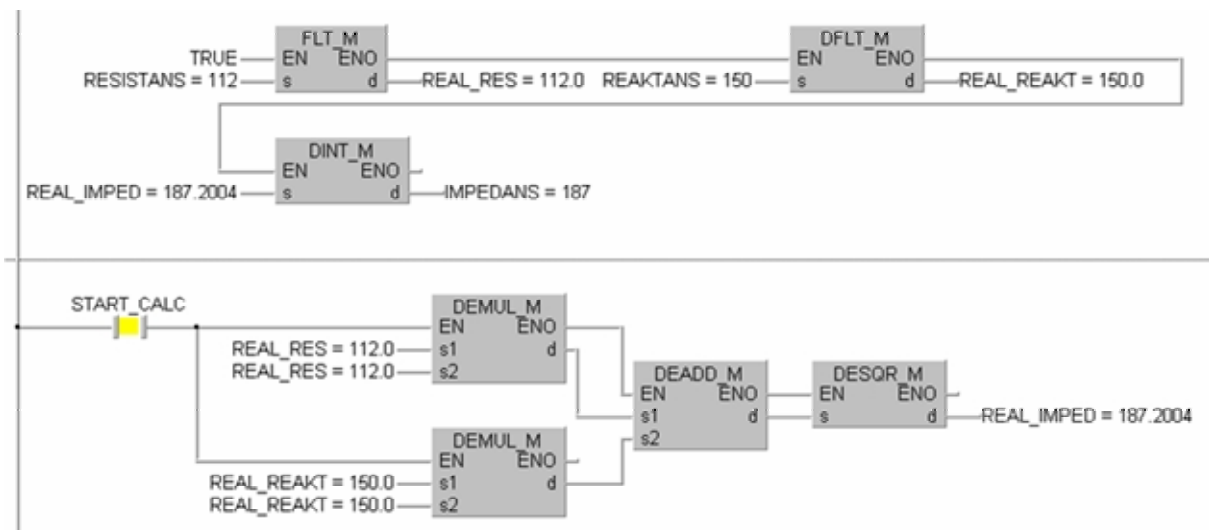 FLT_M
TRUE EN ENO
RESISTANS = 112 s d REAL_RES = 112.0
DFLT_M
EN ENO
REAKTANS = 150 s d REAL_REAKT = 150.0
DINT_M
EN ENO
REAL_IMPED = 187.2004 s d IMPEDANS = 187
START_CALC
DEMUL_M
EN ENO
REAL_RES = 112.0 s1 d
REAL_RES = 112.0 s2
DEADD_M
EN ENO
s1 d
s2
DESQR_M
EN ENO
s d REAL_IMPED = 187.2004
DEMUL_M
EN ENO
REAL_REAKT = 150.0 s1 d
REAL_REAKT = 150.0 s2